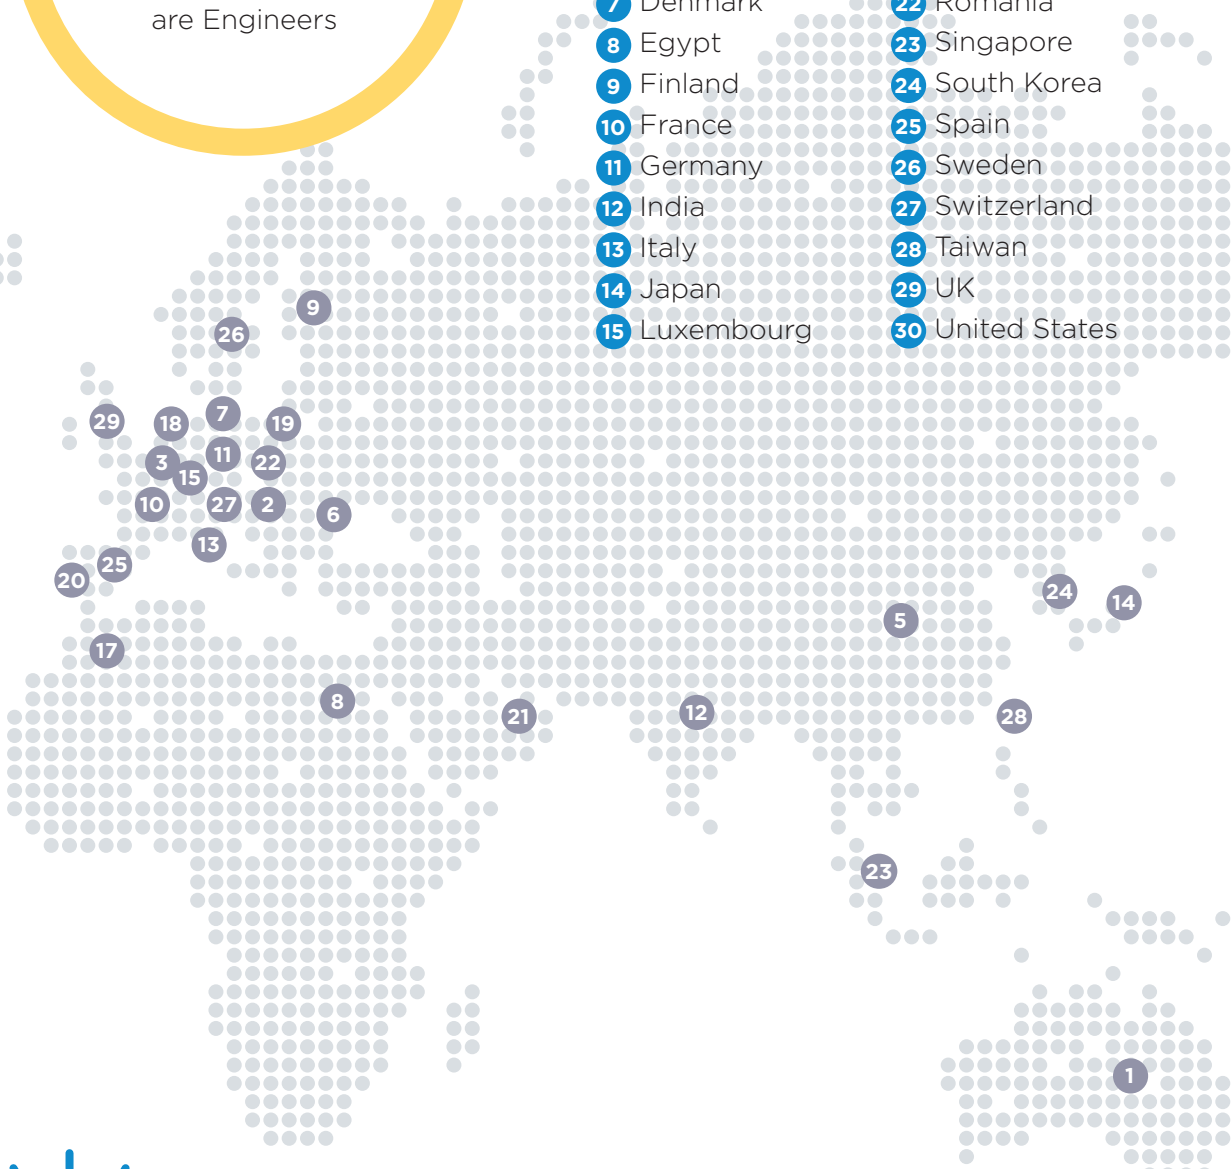 are Engineers
7 Denmark
8 Egypt
9 Finland
10 France
11 Germany
12 India
13 Italy
14 Japan
15 Luxembourg
22 Romania
23 Singapore
24 South Korea
25 Spain
26 Sweden
27 Switzerland
28 Taiwan
29 UK
30 United States
9
26
29
18
7
19
3
11
22
15
10
27
2
6
13
25
20
24
14
5
17
8
21
12
28
23
1